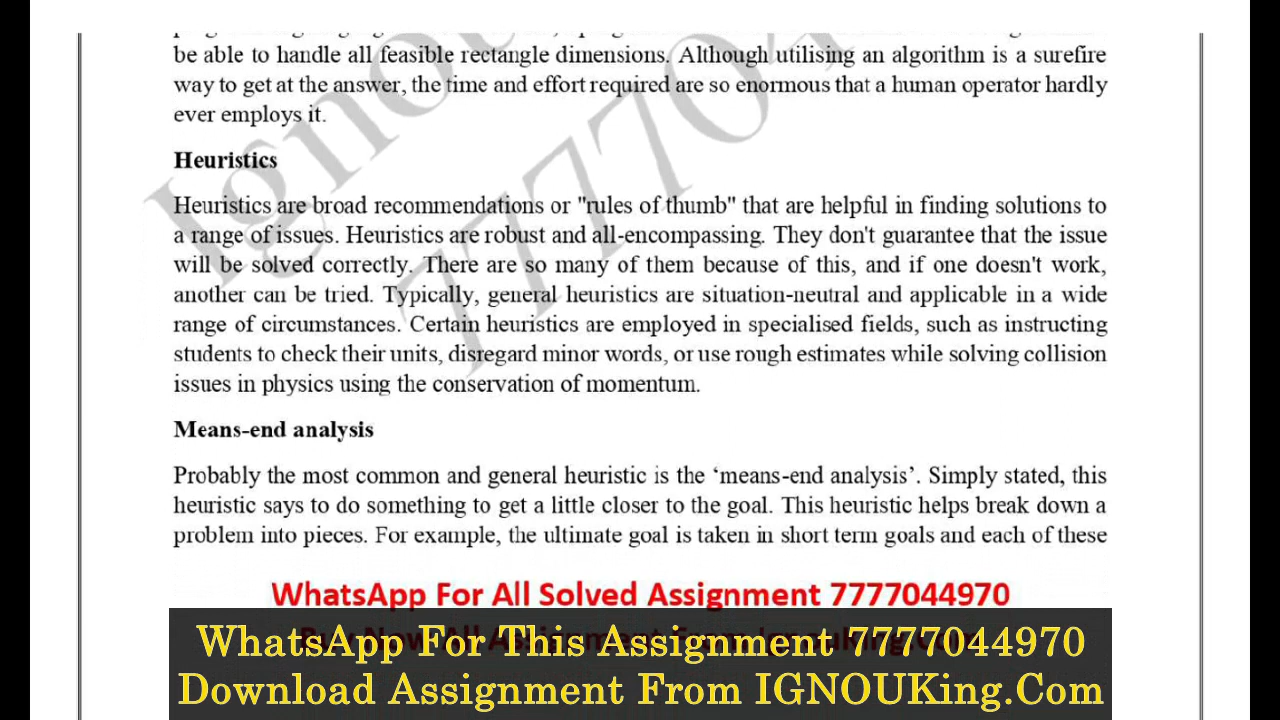 be able to handle all feasible rectangle dimensions. Although utilising an algorithm is a surefire
way to get at the answer, the time and effort required are so enormous that a human operator hardly
ever employs it.
Heuristics
Heuristics are broad recommendations or "rules of thumb" that are helpful in finding solutions to
a range of issues. Heuristics are robust and all-encompassing. They don't guarantee that the issue
will be solved correctly. There are so many of them because of this, and if one doesn't work,
another can be tried. Typically, general heuristics are situation-neutral and applicable in a wide
range of circumstances. Certain heuristics are employed in specialised fields, such as instructing
students to check their units, disregard minor words, or use rough estimates while solving collision
issues in physics using the conservation of momentum.
Means-end analysis
Probably the most common and general heuristic is the ‘means-end analysis’. Simply stated, this
heuristic says to do something to get a little closer to the goal. This heuristic helps break down a
problem into pieces. For example, the ultimate goal is taken in short term goals and each of these
WhatsApp For All Solved Assignment 7777044970
WhatsApp For This Assignment 7777044970
Download Assignment From IGNOUKing.Com